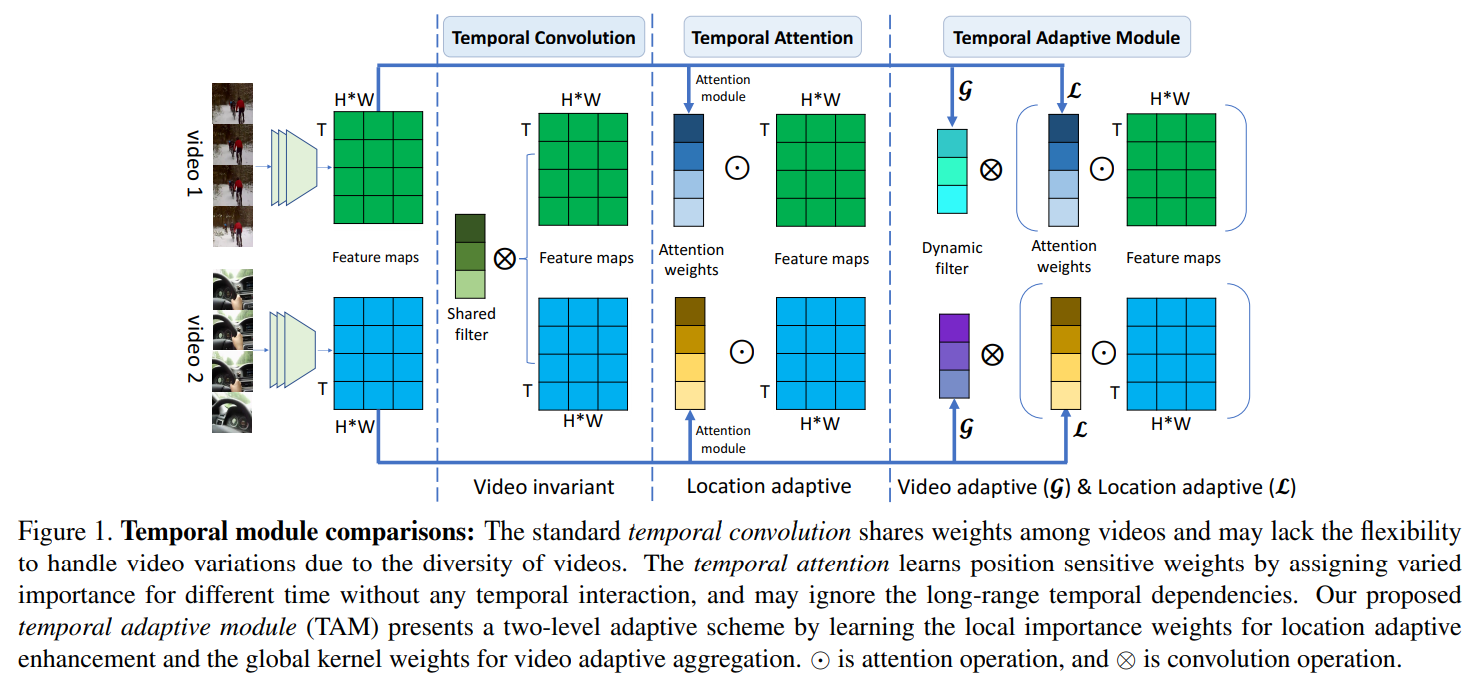 Temporal Convolution
Temporal Attention
Temporal Adaptive Module
video 1
T
H*W
Feature maps
video 2
T
H*W
Shared
filter
⊗
T
H*W
Feature maps
T
H*W
Video invariant
Attention
module
Attention
weights
⊙
T
H*W
Feature maps
⊙
T
H*W
Attention
module
Location adaptive
𝓖
Dynamic
filter
⊗
𝓛
Attention
weights
⊙
T
H*W
Feature maps
𝓖
⊗
𝓛
⊙
T
H*W
Video adaptive (𝓖) & Location adaptive (𝓛)
Figure 1. Temporal module comparisons: The standard temporal convolution shares weights among videos and may lack the flexibility
to handle video variations due to the diversity of videos. The temporal attention learns position sensitive weights by assigning varied
importance for different time without any temporal interaction, and may ignore the long-range temporal dependencies. Our proposed
temporal adaptive module (TAM) presents a two-level adaptive scheme by learning the local importance weights for location adaptive
enhancement and the global kernel weights for video adaptive aggregation. ⊙ is attention operation, and ⊗ is convolution operation.